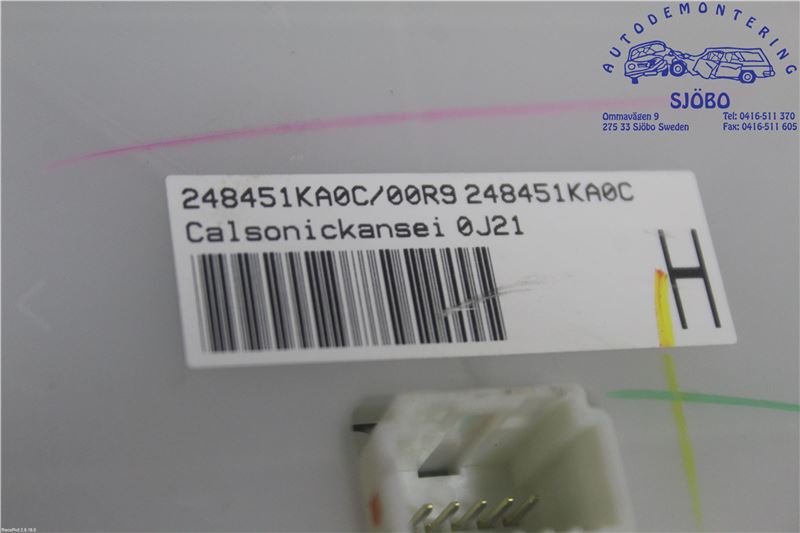 AUTODEMONTERING
SJÖBO
Ommavägen 9 Tel: 0416-511 370
275 33 Sjöbo Sweden Fax: 0416-511 605
248451KA0C/00R9 248451KA0C
Calsonickansei 0J21
H